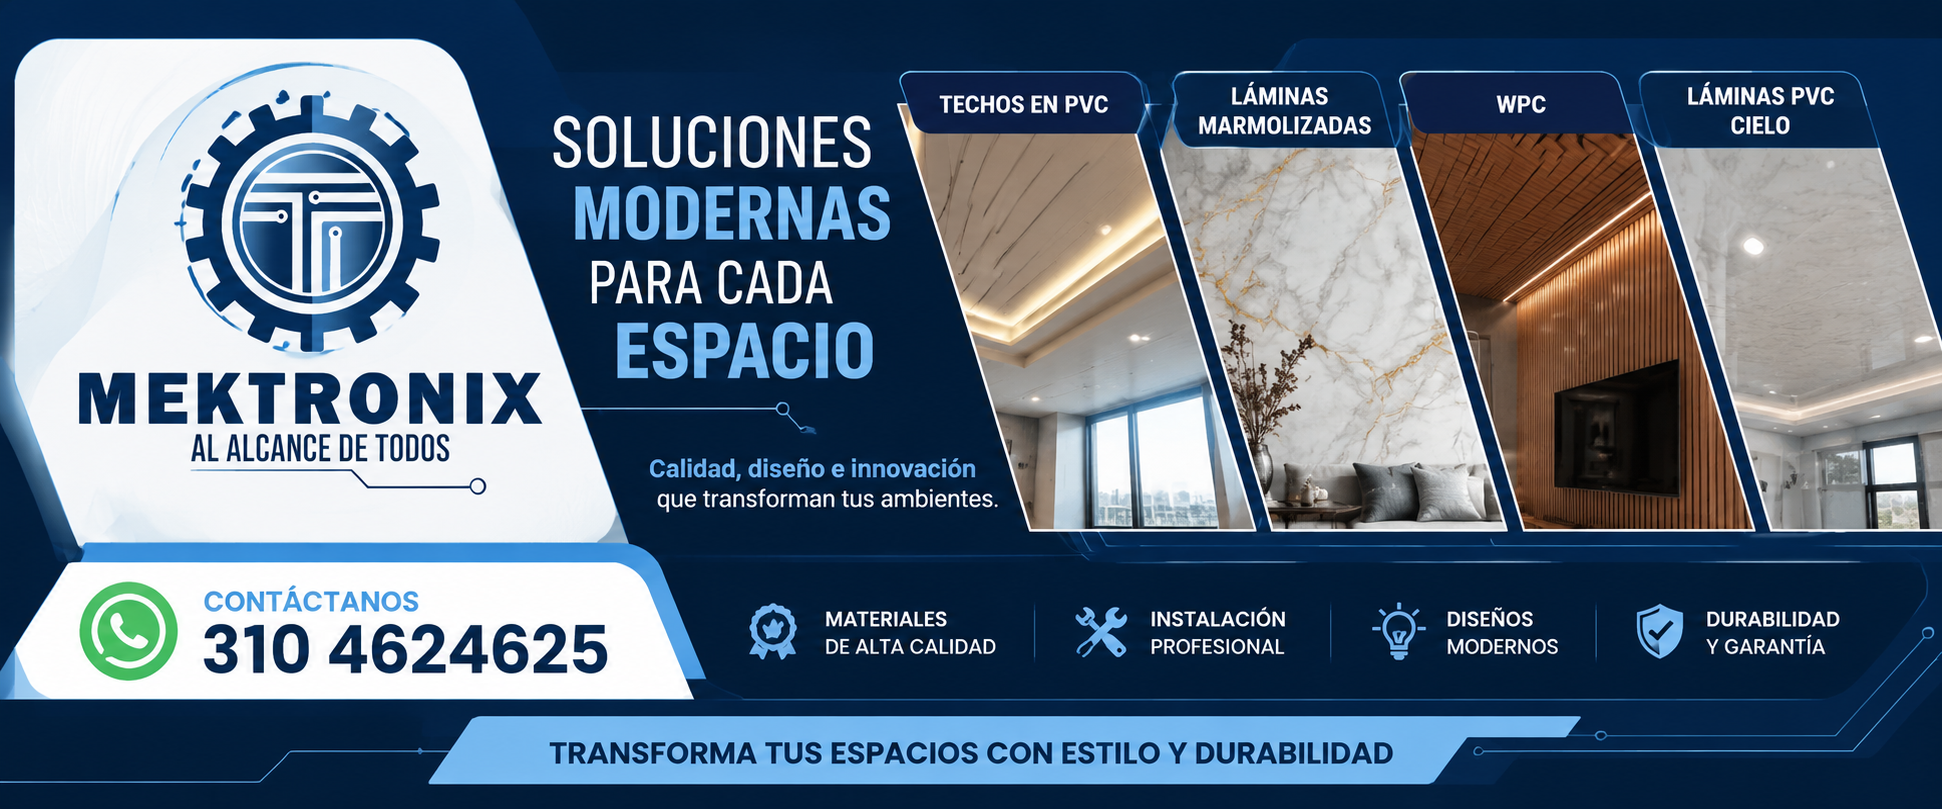 MEKTRONIX
AL ALCANCE DE TODOS
CONTÁCTANOS
310 4624625
SOLUCIONES
MODERNAS
PARA CADA
ESPACIO
Calidad, diseño e innovación
que transforman tus ambientes.
TECHOS EN PVC
LÁMINAS
MARMOLIZADAS
WPC
LÁMINAS PVC
CIELO
MATERIALES
DE ALTA CALIDAD
INSTALACIÓN
PROFESIONAL
DISEÑOS
MODERNOS
DURABILIDAD
Y GARANTÍA
TRANSFORMA TUS ESPACIOS CON ESTILO Y DURABILIDAD